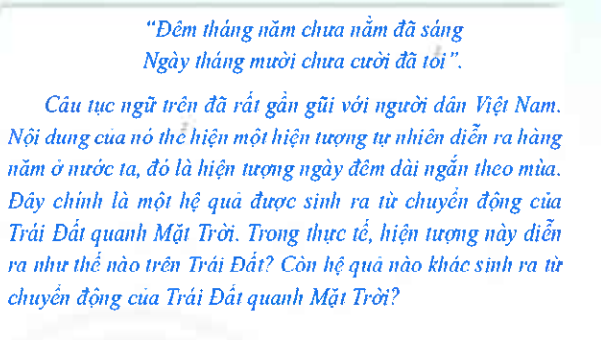 “Đêm tháng năm chưa nằm đã sáng
Ngày tháng mười chưa cười đã tối”.
Câu tục ngữ trên đã rất gần gũi với người dân Việt Nam.
Nội dung của nó thể hiện một hiện tượng tự nhiên diễn ra hàng
năm ở nước ta, đó là hiện tượng ngày đêm dài ngắn theo mùa.
Đây chính là một hệ quả được sinh ra từ chuyển động của
Trái Đất quanh Mặt Trời. Trong thực tế, hiện tượng này diễn
ra như thế nào trên Trái Đất? Còn hệ quả nào khác sinh ra từ
chuyển động của Trái Đất quanh Mặt Trời?